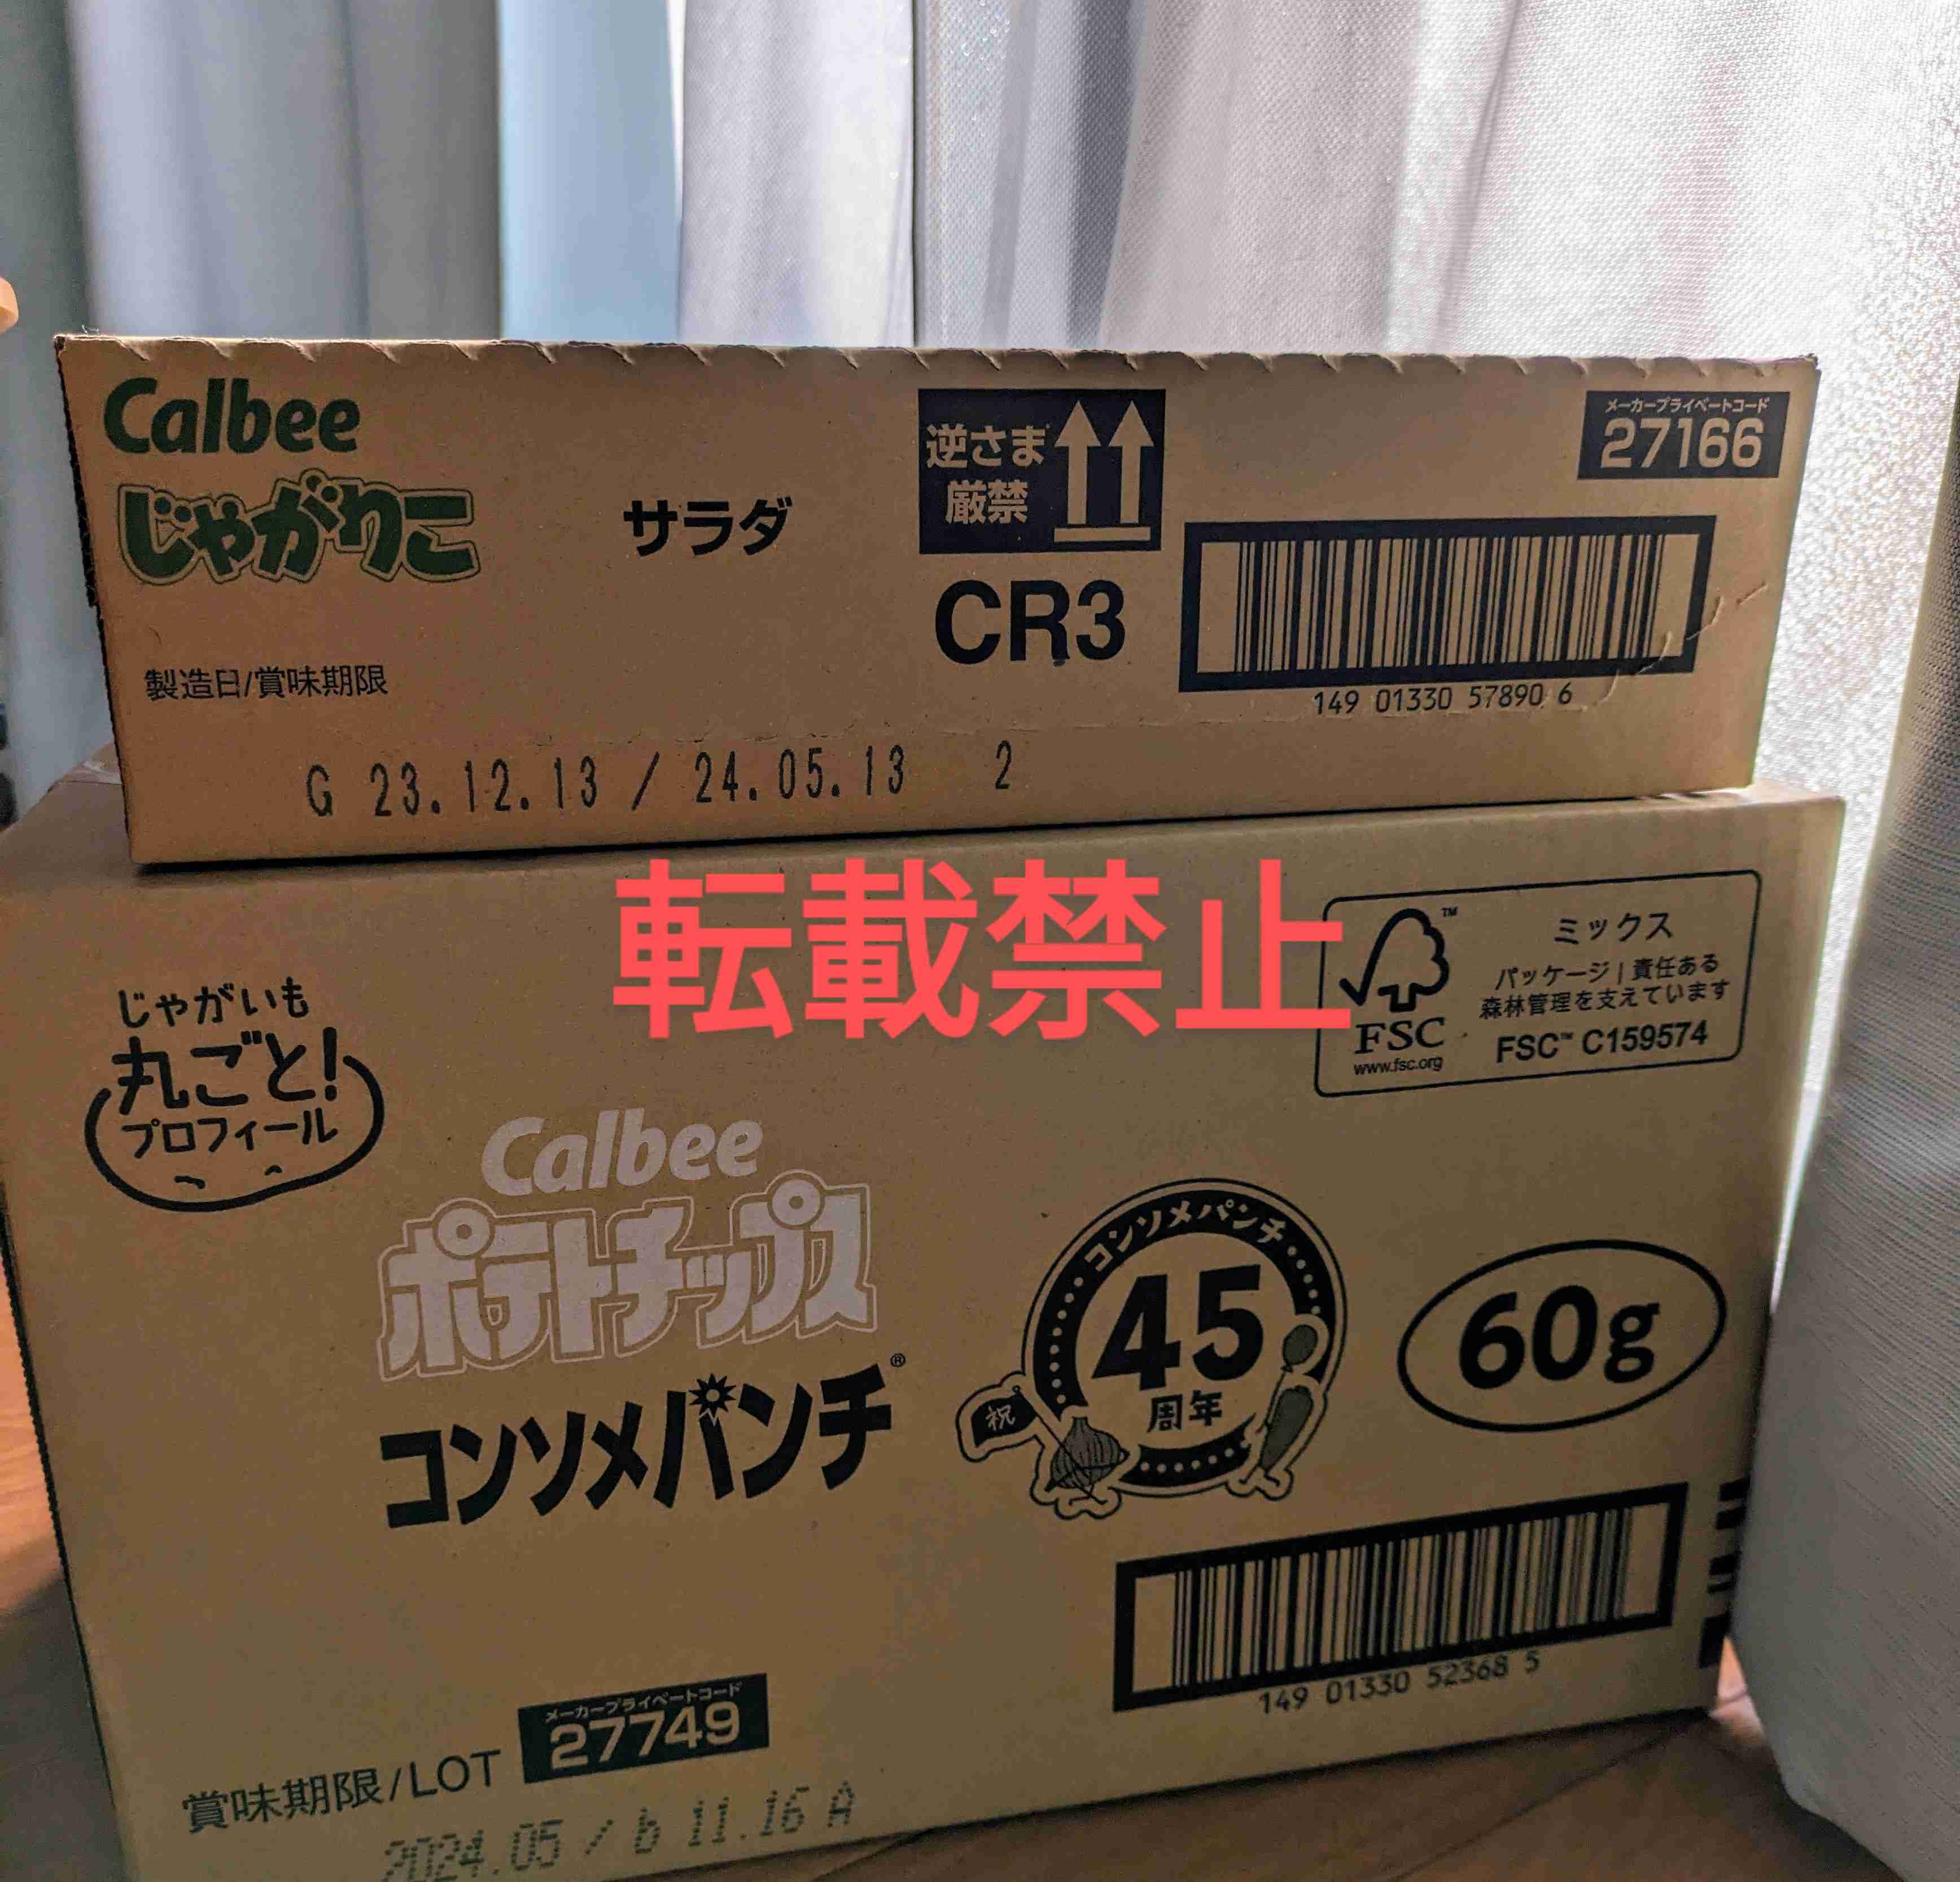 Calbee
じゃがりこ
サラダ
逆さま
厳禁
CR3
メーカープライベートコード
27166
149 01330 57890 6
製造日/賞味期限
G 23.12.13 / 24.05.13 2
転載禁止
じゃがいも
丸ごと!
プロフィール
FSC
www.fsc.org
ミックス
パッケージ | 責任ある
森林管理を支えています
FSC™ C159574
Calbee
ポテトチップス
コンソメパンチ®
コンソメパンチ
45
周年
祝
60g
149 01330 52368 5
メーカープライベートコード
27749
賞味期限/LOT
2024.05 / 6 11.16 A